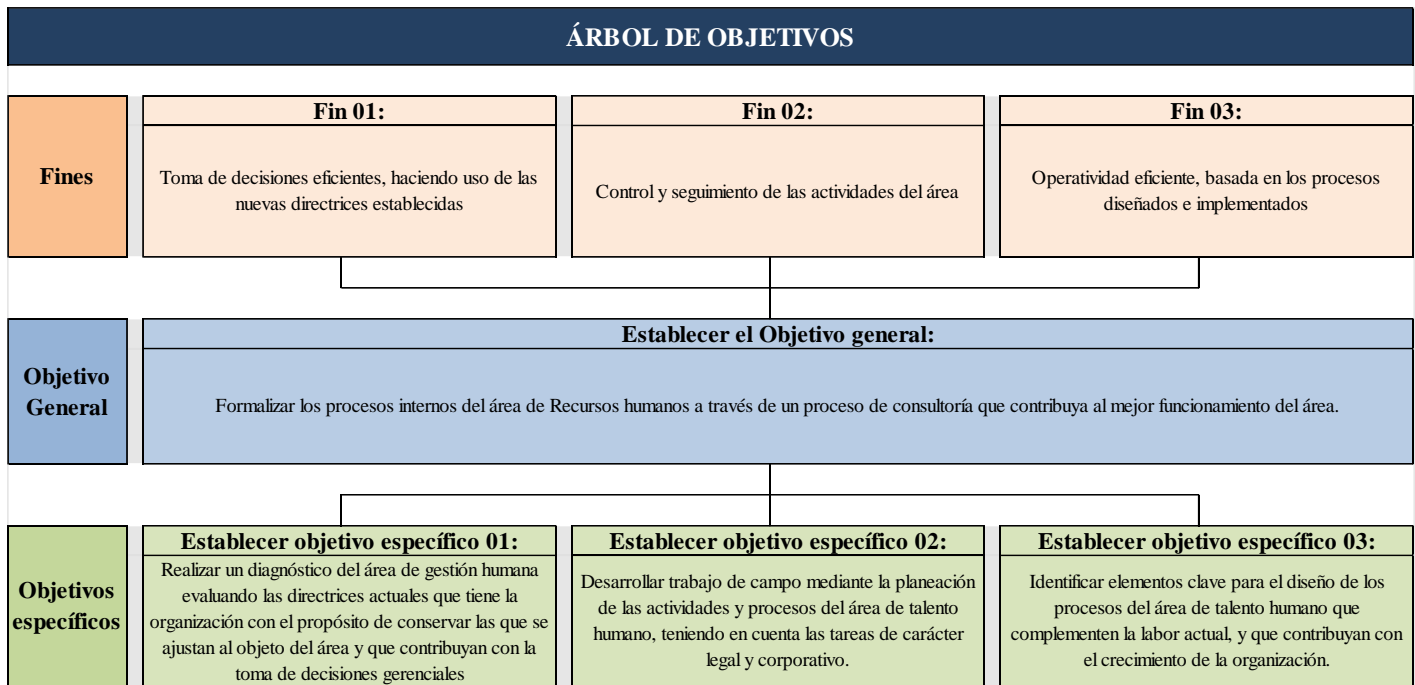 ÁRBOL DE OBJETIVOS
Fines
Fin 01:
Toma de decisiones eficientes, haciendo uso de las
nuevas directrices establecidas
Fin 02:
Control y seguimiento de las actividades del área
Fin 03:
Operatividad eficiente, basada en los procesos
diseñados e implementados
Objetivo
General
Establecer el Objetivo general:
Formalizar los procesos internos del área de Recursos humanos a través de un proceso de consultoría que contribuya al mejor funcionamiento del área.
Objetivos
específicos
Establecer objetivo específico 01:
Realizar un diagnóstico del área de gestión humana
evaluando las directrices actuales que tiene la
organización con el propósito de conservar las que se
ajustan al objeto del área y que contribuyan con la
toma de decisiones gerenciales
Establecer objetivo específico 02:
Desarrollar trabajo de campo mediante la planeación
de las actividades y procesos del área de talento
humano, teniendo en cuenta las tareas de carácter
legal y corporativo.
Establecer objetivo específico 03:
Identificar elementos clave para el diseño de los
procesos del área de talento humano que
complementen la labor actual, y que contribuyan con
el crecimiento de la organización.